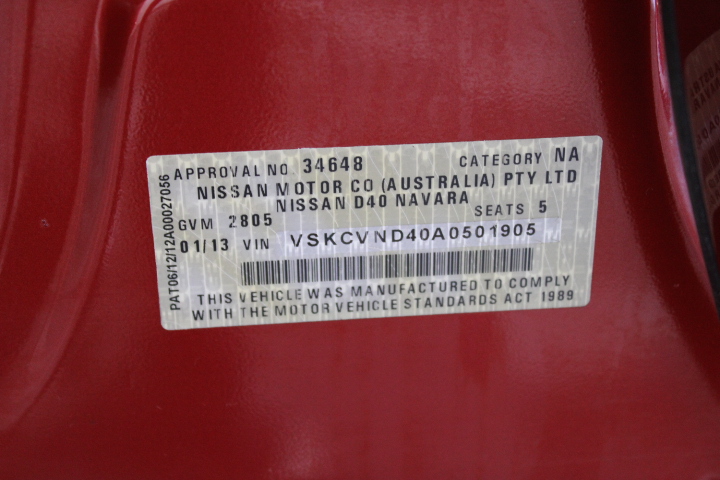 APPROVAL NO. 34648 CATEGORY NA
NISSAN MOTOR CO (AUSTRALIA) PTY LTD
NISSAN D40 NAVARA
GVM 2805 SEATS 5
01/13 VIN VSKCVND40A0501905
THIS VEHICLE WAS MANUFACTURED TO COMPLY
WITH THE MOTOR VEHICLE STANDARDS ACT 1989
PAT06/12/12A00027056